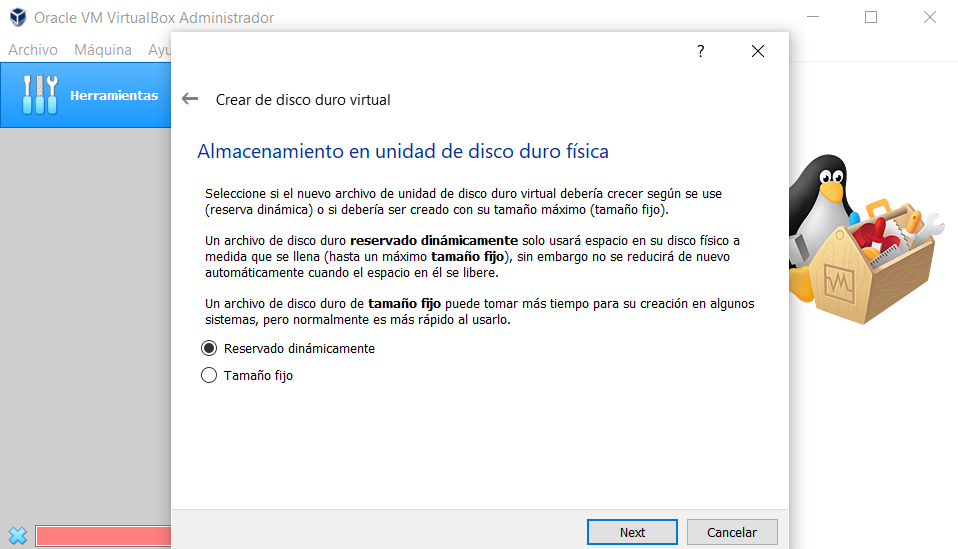 Oracle VM VirtualBox Administrador
Archivo Máquina Ayu
?
Herramientas
Crear de disco duro virtual
Almacenamiento en unidad de disco duro física
Seleccione si el nuevo archivo de unidad de disco duro virtual debería crecer según se use
(reserva dinámica) o si debería ser creado con su tamaño máximo (tamaño fijo).
Un archivo de disco duro reservado dinámicamente solo usará espacio en su disco físico a
medida que se llena (hasta un máximo tamaño fijo), sin embargo no se reducirá de nuevo
automáticamente cuando el espacio en él se libere.
Un archivo de disco duro de tamaño fijo puede tomar más tiempo para su creación en algunos
sistemas, pero normalmente es más rápido al usarlo.
Reservado dinámicamente
Tamaño fijo
Next Cancelar